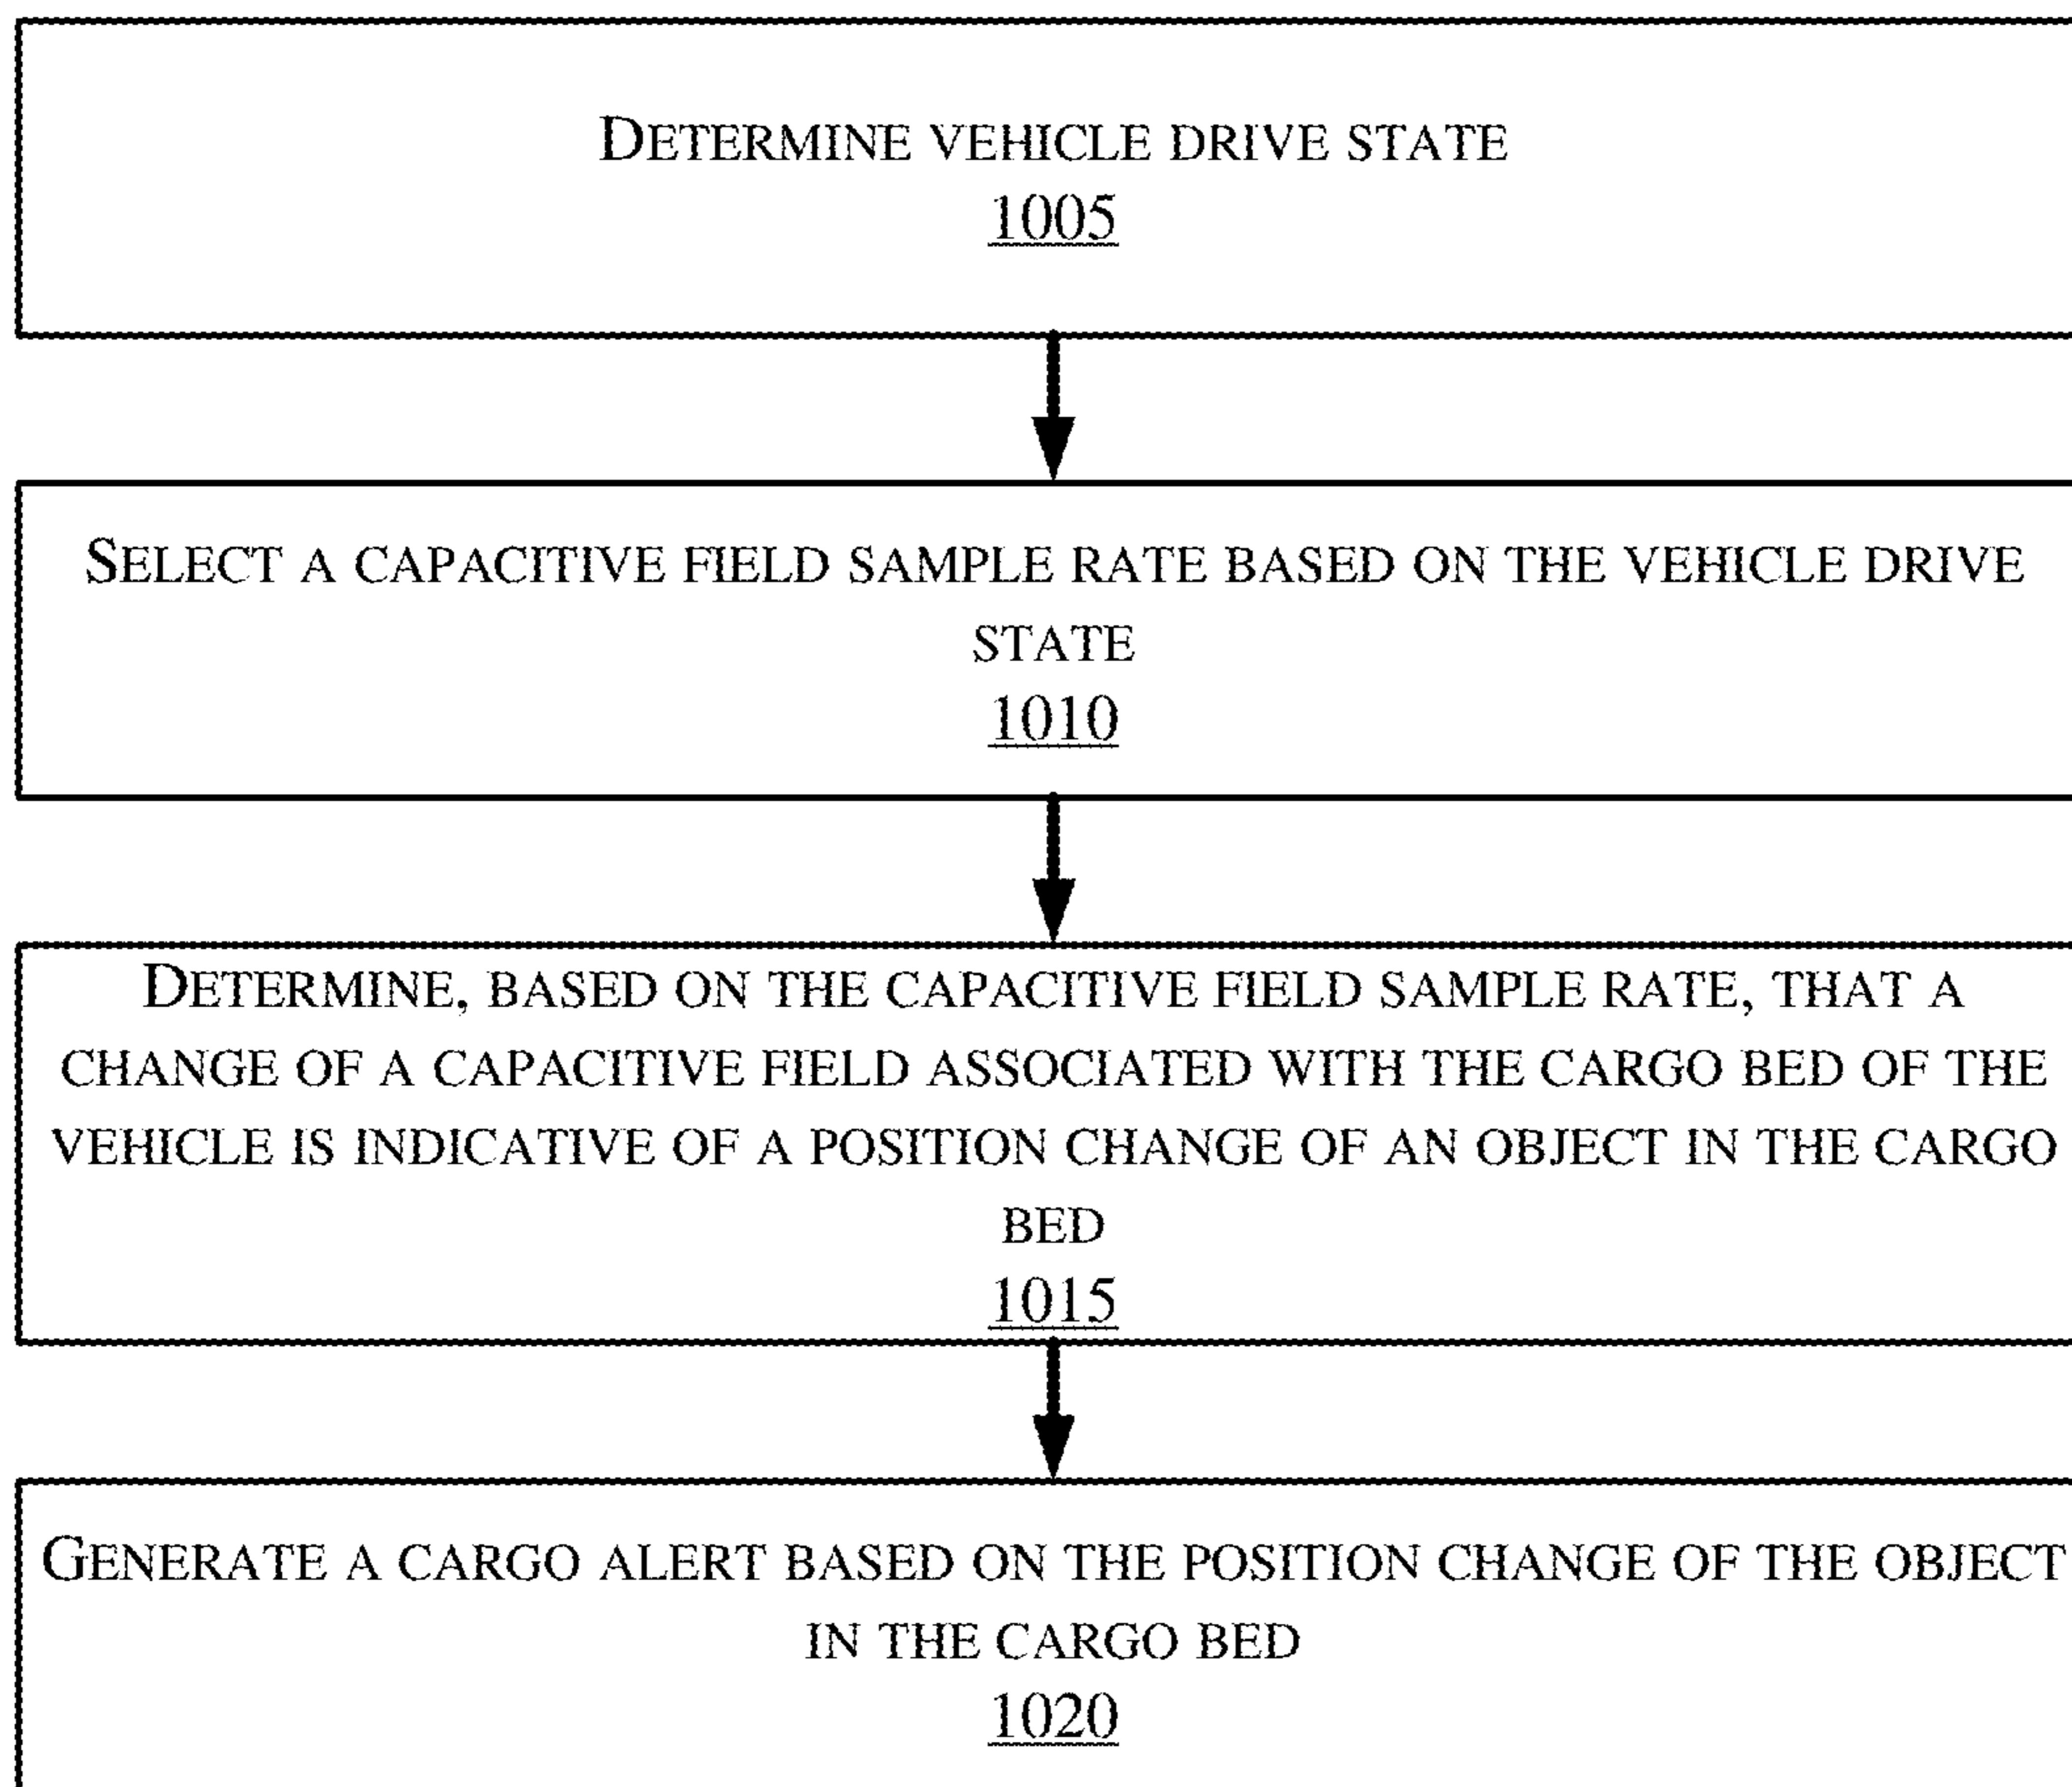 DETERMINE VEHICLE DRIVE STATE
1005
SELECT A CAPACITIVE FIELD SAMPLE RATE BASED ON THE VEHICLE DRIVE
STATE
1010
DETERMINE, BASED ON THE CAPACITIVE FIELD SAMPLE RATE, THAT A
CHANGE OF A CAPACITIVE FIELD ASSOCIATED WITH THE CARGO BED OF THE
VEHICLE IS INDICATIVE OF A POSITION CHANGE OF AN OBJECT IN THE CARGO
BED
1015
GENERATE A CARGO ALERT BASED ON THE POSITION CHANGE OF THE OBJECT
IN THE CARGO BED
1020